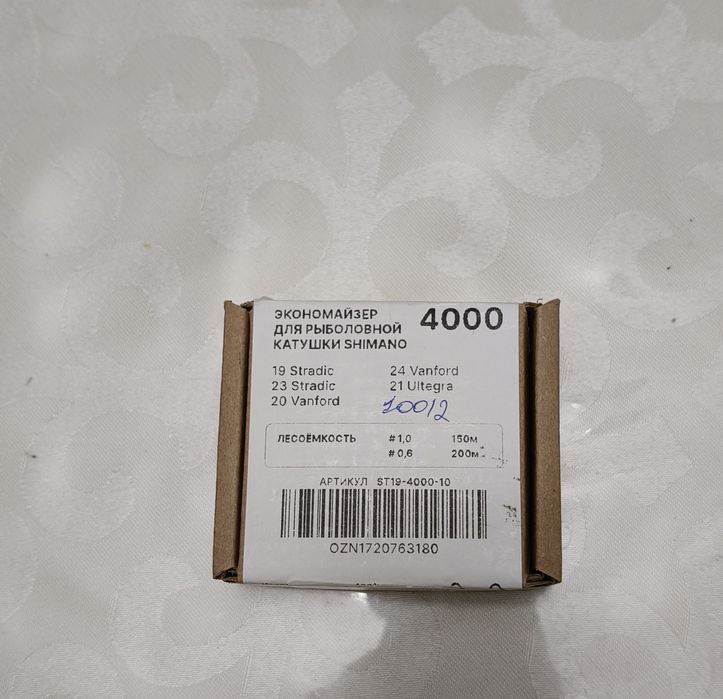 ЭКОНОМАЙЗЕР
ДЛЯ РЫБОЛОВНОЙ
КАТУШКИ SHIMANO
4000
19 Stradic 24 Vanford
23 Stradic 21 Ultegra
20 Vanford 10012
ЛЕСОЁМКОСТЬ #1,0 150м
#0,6 200м
АРТИКУЛ ST19-4000-10
OZN1720763180